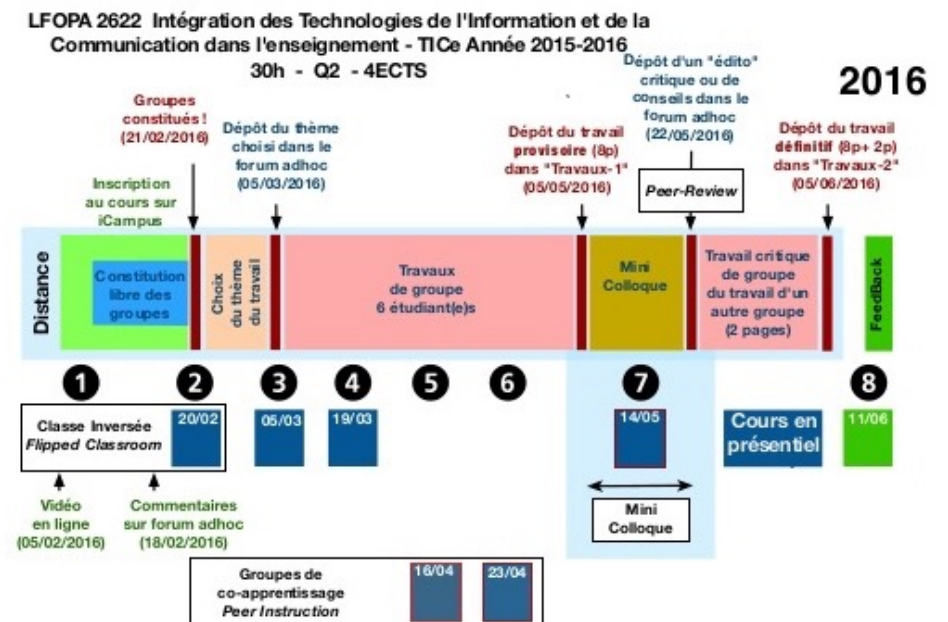 LFOPA 2622 Intégration des Technologies de l'Information et de la
Communication dans l'enseignement - TICe Année 2015-2016
30h - Q2 - 4ECTS
2016
Groupes
constitués !
(21/02/2016)
Dépôt du thème
choisi dans le
forum adhoc
(05/03/2016)
Dépôt du travail
provisoire (8p)
dans "Travaux-1"
(05/05/2016)
Dépôt d'un "édito"
critique ou de
conseils dans le
forum adhoc
(22/05/2016)
Peer-Review
Dépôt du travail
définitif (8p+ 2p)
dans "Travaux-2"
(05/06/2016)
Inscription
au cours sur
iCampus
Distance
Constitution
libre des
groupes
Choix
du thème
du travail
Travaux
de groupe
6 étudiant(e)s
Mini
Colloque
Travail critique
de groupe
du travail d'un
autre groupe
(2 pages)
FeedBack
1 2 3 4 5 6 7 8
Classe Inversée
Flipped Classroom
20/02
05/03
19/03
14/05
Cours en
présentiel
11/06
Vidéo
en ligne
(05/02/2016)
Commentaires
sur forum adhoc
(18/02/2016)
Mini
Colloque
Groupes de
co-apprentissage
Peer Instruction
16/04
23/04